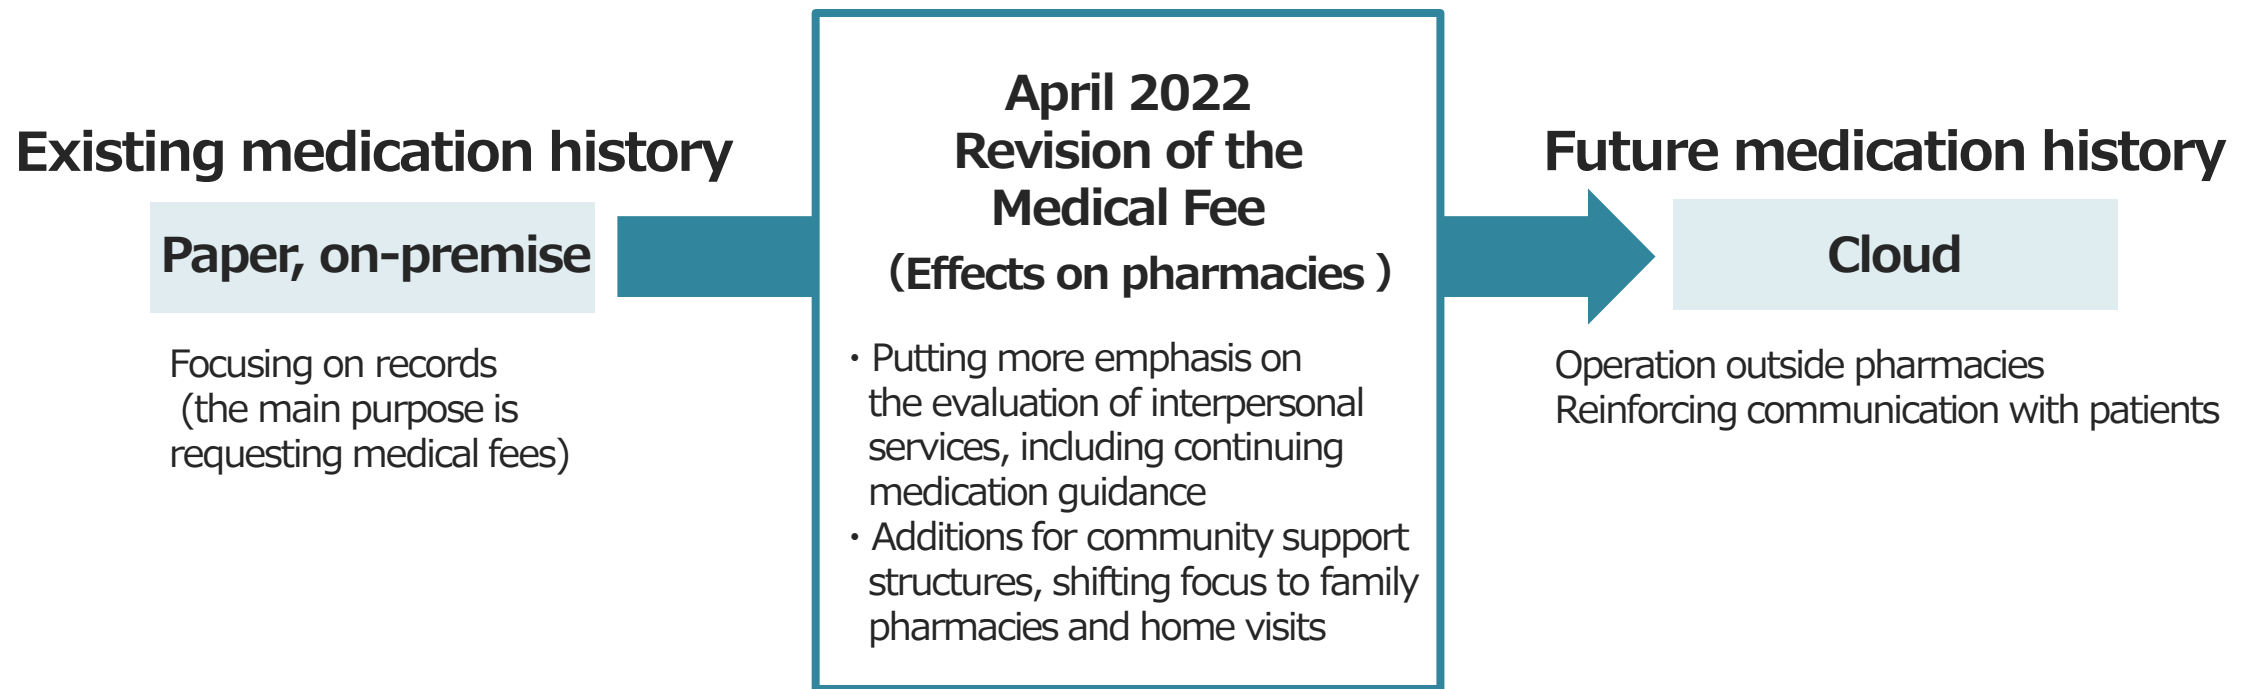 Existing medication history
Paper, on-premise
Focusing on records
(the main purpose is
requesting medical fees)
April 2022
Revision of the
Medical Fee
（Effects on pharmacies ）
・Putting more emphasis on
the evaluation of interpersonal
services, including continuing
medication guidance
・Additions for community support
structures, shifting focus to family
pharmacies and home visits
Future medication history
Cloud
Operation outside pharmacies
Reinforcing communication with patients